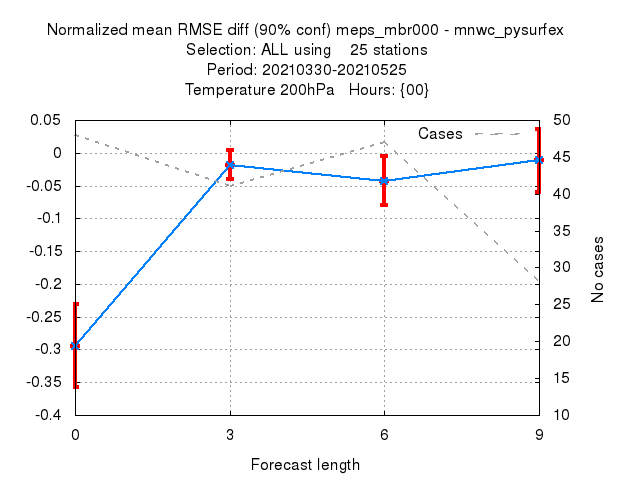 Normalized mean RMSE diff (90% conf) meps_mbr000 - mnwc_pysurfex
Selection: ALL using    25 stations
Period: 20210330-20210525
Temperature 200hPa   Hours: {00}
0.05
0
-0.05
-0.1
-0.15
-0.2
-0.25
-0.3
-0.35
-0.4
Cases
50
45
40
35
30
25
20
15
10
No cases
0 3 6 9
Forecast length